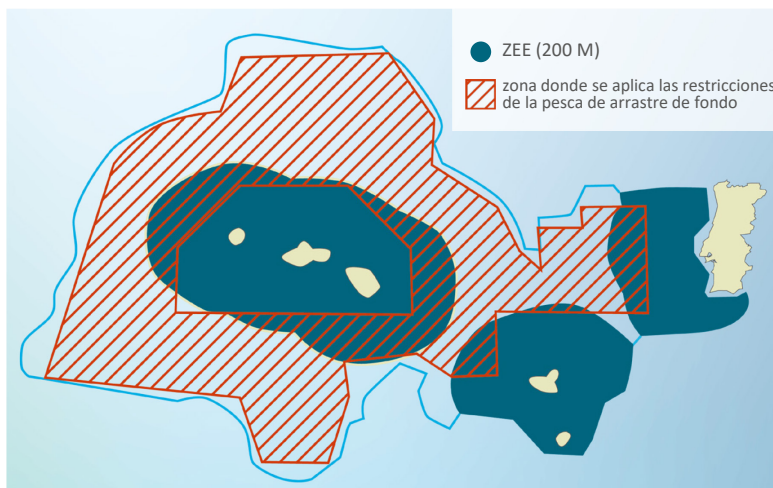 ZEE (200 M)
zona donde se aplica las restricciones
de la pesca de arrastre de fondo